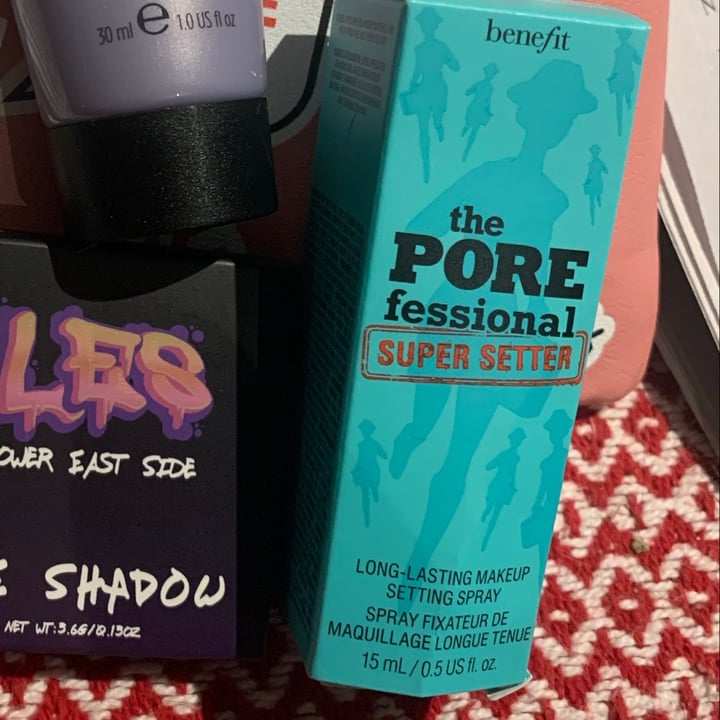 30 ml e 1.0 US fl oz
LES
OWER EAST SIDE
E SHADOW
NET WT:3.6G/0.13OZ
benefit
the
PORE
fessional
SUPER SETTER
LONG-LASTING MAKEUP
SETTING SPRAY
SPRAY FIXATEUR DE
MAQUILLAGE LONGUE TENUE
15 mL / 0.5 US fl. oz.